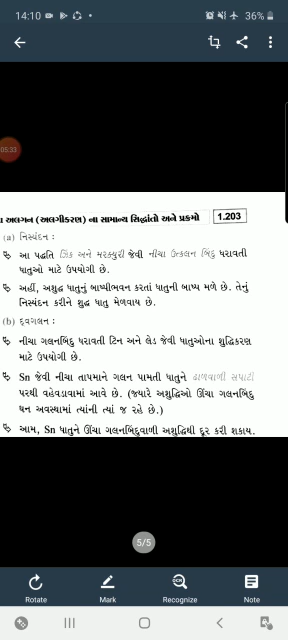 14:10
36%
05:33
ા અલગન (અલગીકરણ) ના સામાન્ય સિદ્ધાંતો અને પ્રક્રમો 1.203
(a) નિસ્યંદન :
આ પદ્ધતિ ઝિંક અને મરક્યુરી જેવી નીચા ઉત્કલન બિંદુ ધરાવતી
ધાતુઓ માટે ઉપયોગી છે.
અહીં, અશુદ્ધ ધાતુનું બાષ્પીભવન કરતાં ધાતુની બાષ્પ મળે છે. તેનું
નિસ્યંદન કરીને શુદ્ધ ધાતુ મેળવાય છે.
(b) દ્રવગલન :
નીચા ગલનબિંદુ ધરાવતી ટિન અને લેડ જેવી ધાતુઓના શુદ્ધિકરણ
માટે ઉપયોગી છે.
Sn જેવી નીચા તાપમાને ગલન પામતી ધાતુને ઢાળવાળી સપાટી
પરથી વહેવડાવામાં આવે છે. (જ્યારે અશુદ્ધિઓ ઊંચા ગલનબિંદુ
ઘન અવસ્થામાં ત્યાંની ત્યાં જ રહે છે.)
આમ, Sn ધાતુને ઊંચા ગલનબિંદુવાળી અશુદ્ધિથી દૂર કરી શકાય.
5/5
Rotate Mark Recognize Note
OCR